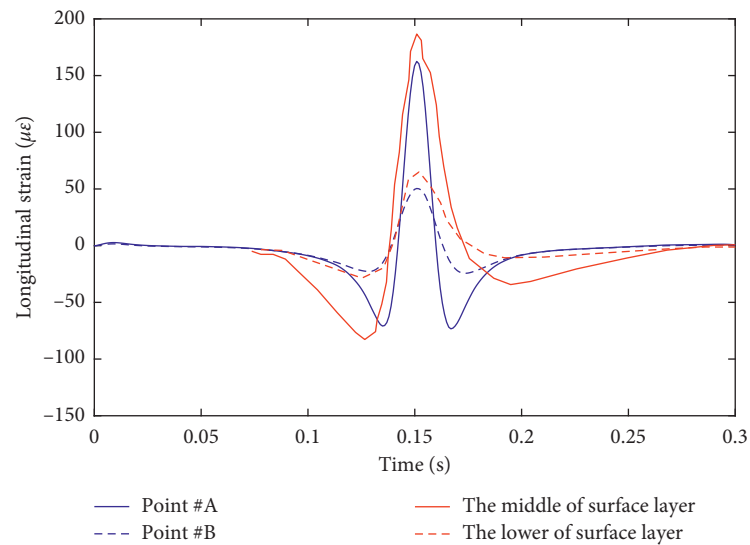 200
150
100
50
0
−50
−100
−150
Longitudinal strain (με)
0
0.05
0.1
0.15
0.2
0.25
0.3
Time (s)
Point #A
Point #B
The middle of surface layer
The lower of surface layer